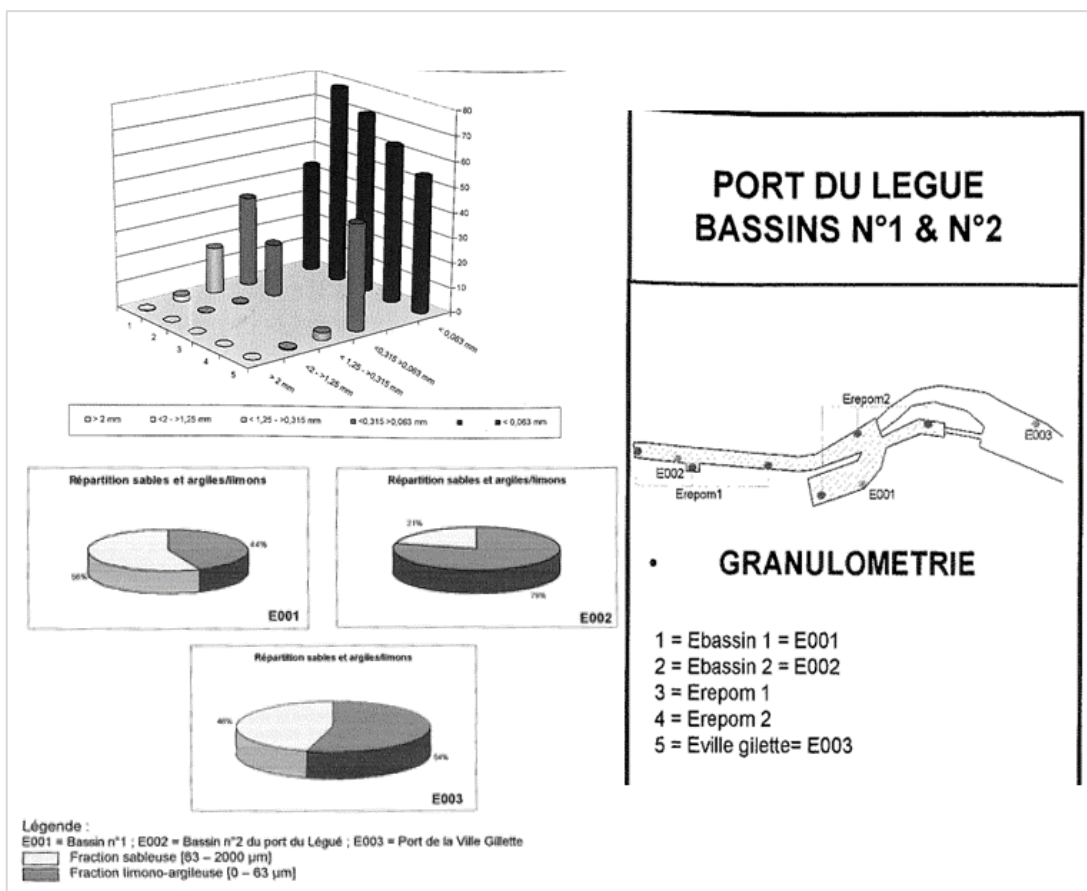 80
70
60
50
40
30
20
10
0
1
2
3
4
5
> 2 mm
<2 - >1,25 mm
< 1,25 - >0,315 mm
<0,315 >0,063 mm
< 0,063 mm
> 2 mm
<2 - >1,25 mm
< 1,25 - >0,315 mm
<0,315 >0,063 mm
< 0,063 mm
Répartition sables et argiles/limons
44%
56%
E001
Répartition sables et argiles/limons
21%
79%
E002
Répartition sables et argiles/limons
46%
54%
E003
Légende :
E001 = Bassin n°1 ; E002 = Bassin n°2 du port du Légué ; E003 = Port de la Ville Gillette
Fraction sableuse [63 – 2000 µm]
Fraction limono-argileuse [0 – 63 µm]
PORT DU LEGUE
BASSINS N°1 & N°2
Erepom2
E003
E002
Erepom1
E001
• GRANULOMETRIE
1 = Ebassin 1 = E001
2 = Ebassin 2 = E002
3 = Erepom 1
4 = Erepom 2
5 = Eville gilette= E003